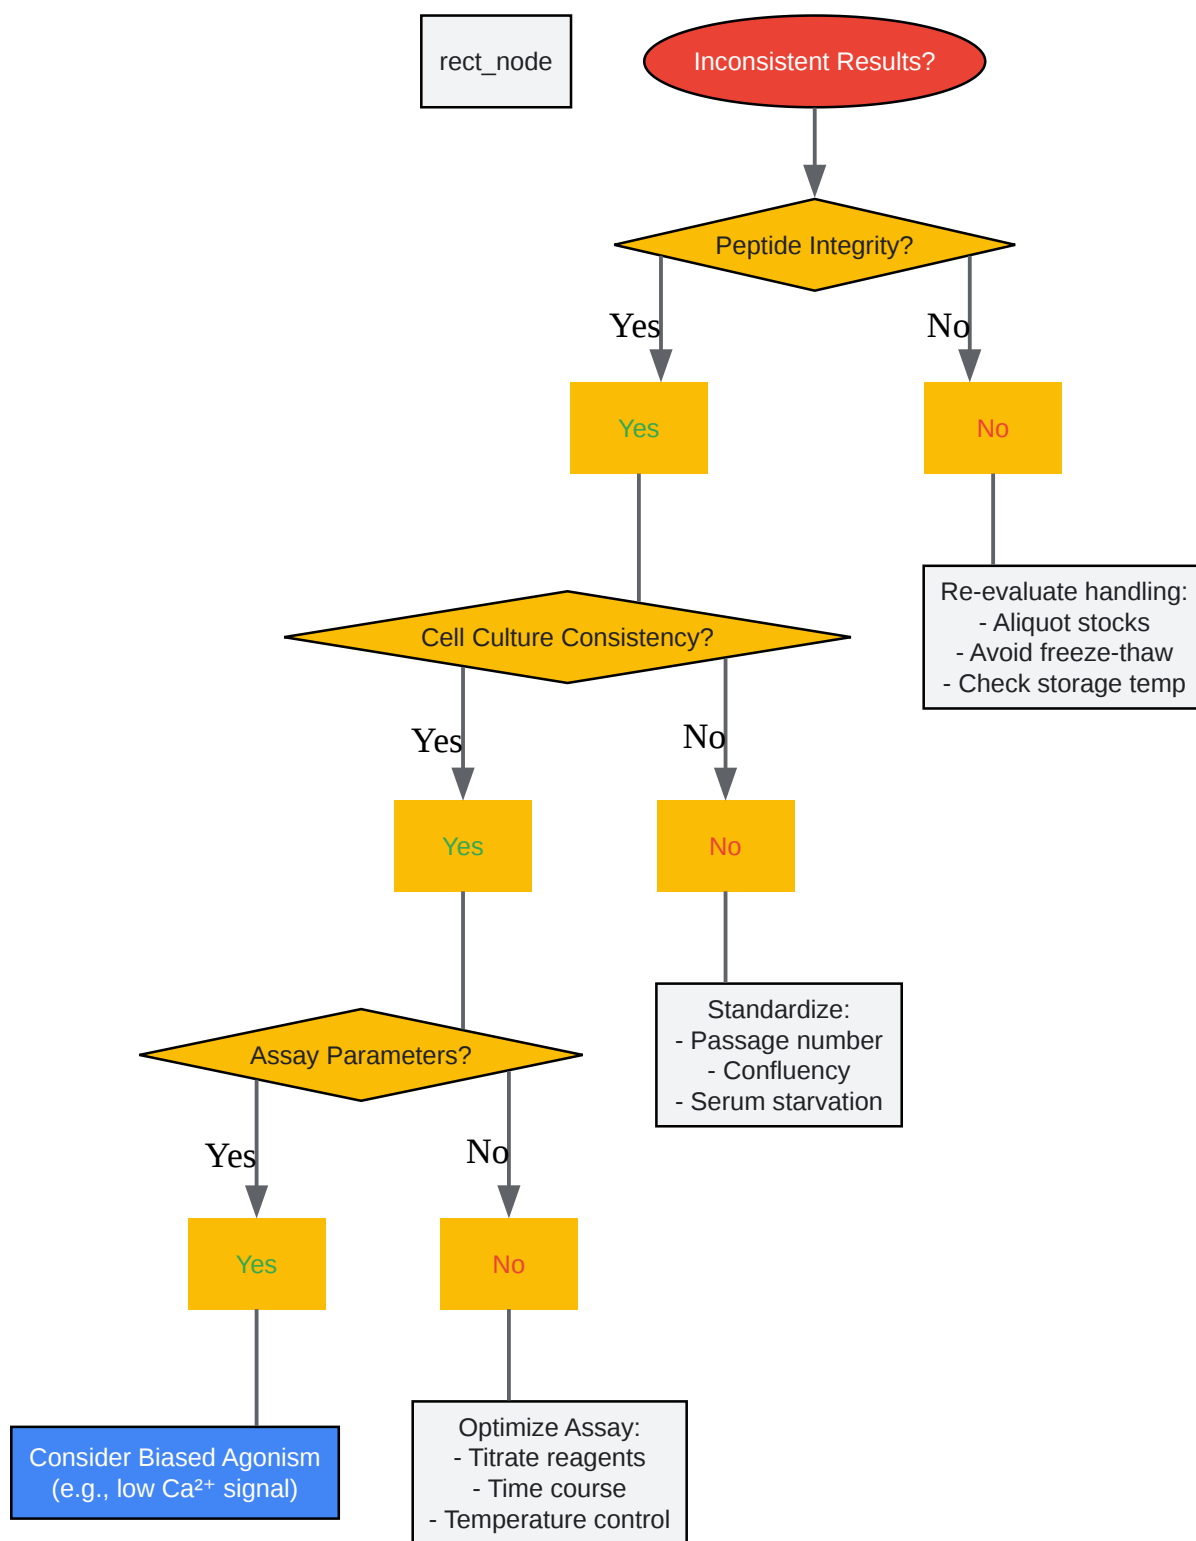 rect_node
Inconsistent Results?
Peptide Integrity?
Yes
No
Yes
No
Re-evaluate handling:
- Aliquot stocks
- Avoid freeze-thaw
- Check storage temp
Cell Culture Consistency?
Yes
No
Yes
No
Standardize:
- Passage number
- Confluency
- Serum starvation
Assay Parameters?
Yes
No
Yes
No
Consider Biased Agonism
(e.g., low Ca²⁺ signal)
Optimize Assay:
- Titrate reagents
- Time course
- Temperature control